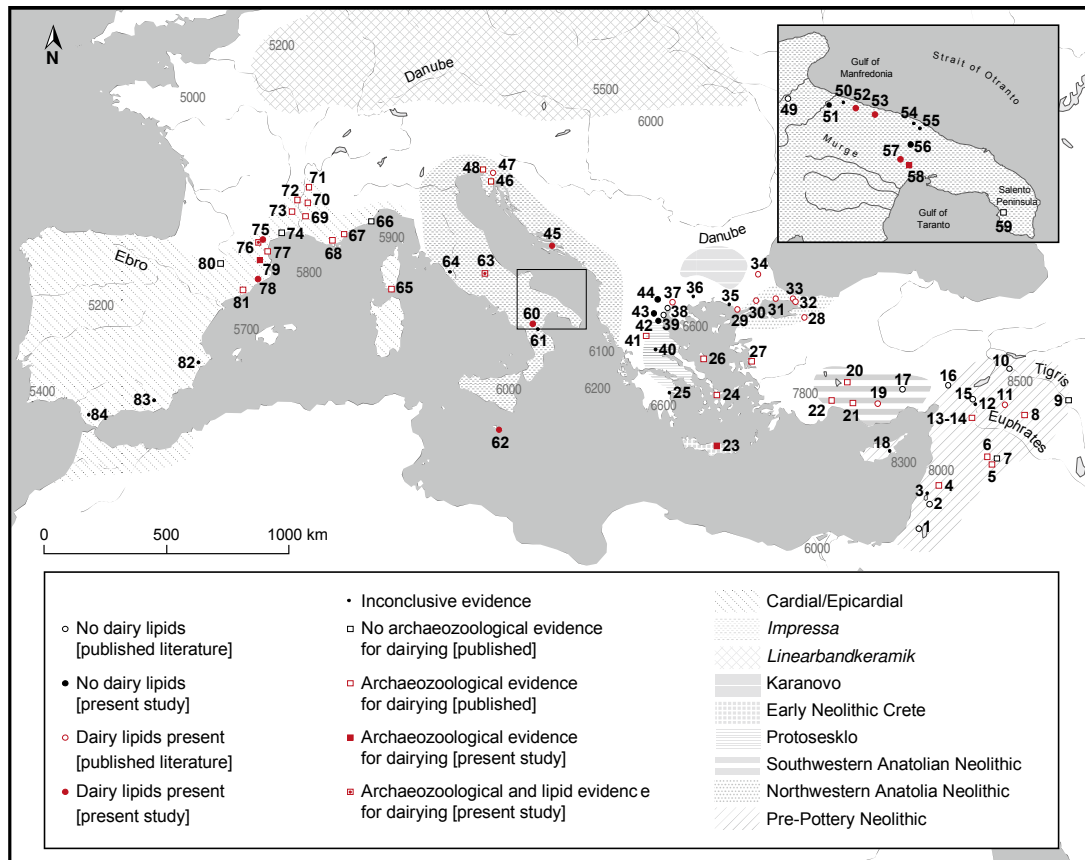 N
5200
Danube
5000
5500
6000
Gulf of
Manfredonia
Strait of Otranto
50 52
53
49
51
54
55
56
57
58
Murge
Salento
Peninsula
Gulf of
Taranto
59
48
47
46
71
72
70
73
69
74
75
76
77
66
67
68
5900
5800
79
78
80
81
Ebro
5200
5700
82
83
84
5400
64
63
65
45
60
61
62
6000
6100
6200
Danube
34
44
37
36
43
38
42
39
41
40
5600
35
33
32
31
30
29
28
26
27
25
24
6600
23
20
17
7800
22
21
19
18
8300
16
10
8500
Tigris
15
12
11
9
13-14
8
Euphrates
6
7
5
8000
3
4
2
1
6000
0 500 1000 km
No dairy lipids
[published literature]
No dairy lipids
[present study]
Dairy lipids present
[published literature]
Dairy lipids present
[present study]
Inconclusive evidence
No archaeozoological evidence
for dairying [published]
Archaeozoological evidence
for dairying [published]
Archaeozoological evidence
for dairying [present study]
Archaeozoological and lipid evidence
for dairying [present study]
Cardial/Epicardial
Impressa
Linearbandkeramik
Karanovo
Early Neolithic Crete
Protosesklo
Southwestern Anatolian Neolithic
Northwestern Anatolia Neolithic
Pre-Pottery Neolithic